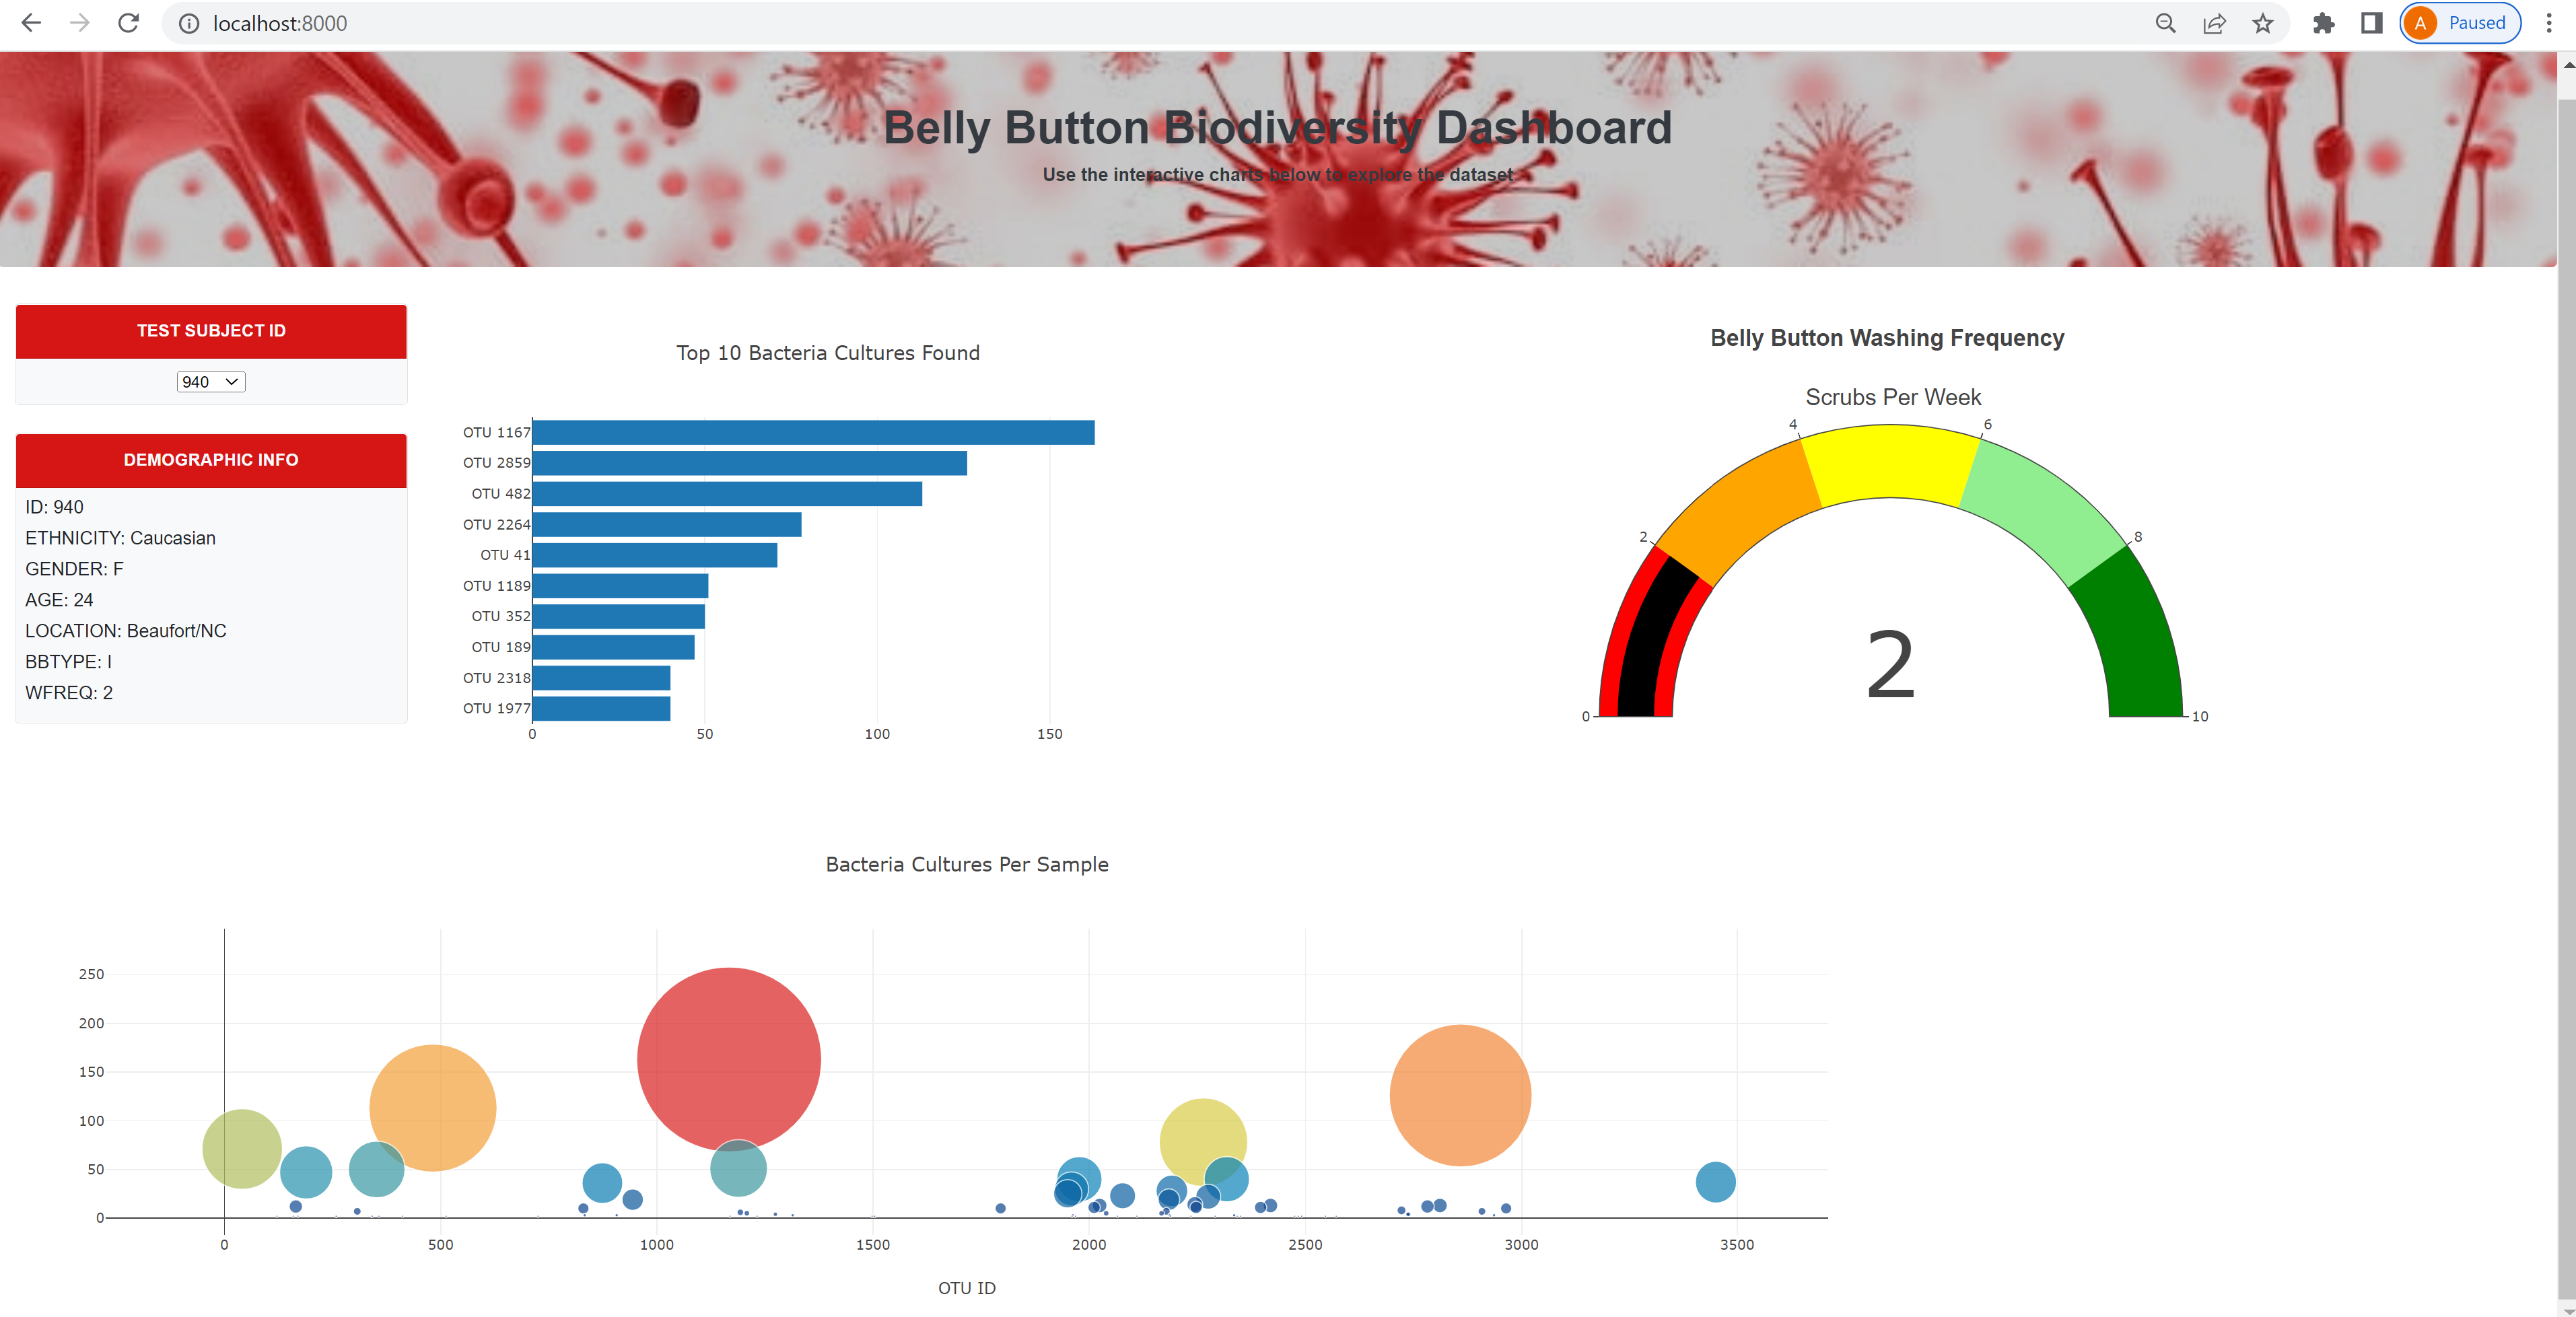 localhost:8000
A Paused
Belly Button Biodiversity Dashboard
Use the interactive charts below to explore the dataset
TEST SUBJECT ID
940
DEMOGRAPHIC INFO
ID: 940
ETHNICITY: Caucasian
GENDER: F
AGE: 24
LOCATION: Beaufort/NC
BBTYPE: I
WFREQ: 2
Top 10 Bacteria Cultures Found
OTU 1167
OTU 2859
OTU 482
OTU 2264
OTU 41
OTU 1189
OTU 352
OTU 189
OTU 2318
OTU 1977
0 50 100 150
Belly Button Washing Frequency
Scrubs Per Week
4 6
2 8
2
0 10
Bacteria Cultures Per Sample
250
200
150
100
50
0
0 500 1000 1500 2000 2500 3000 3500
OTU ID